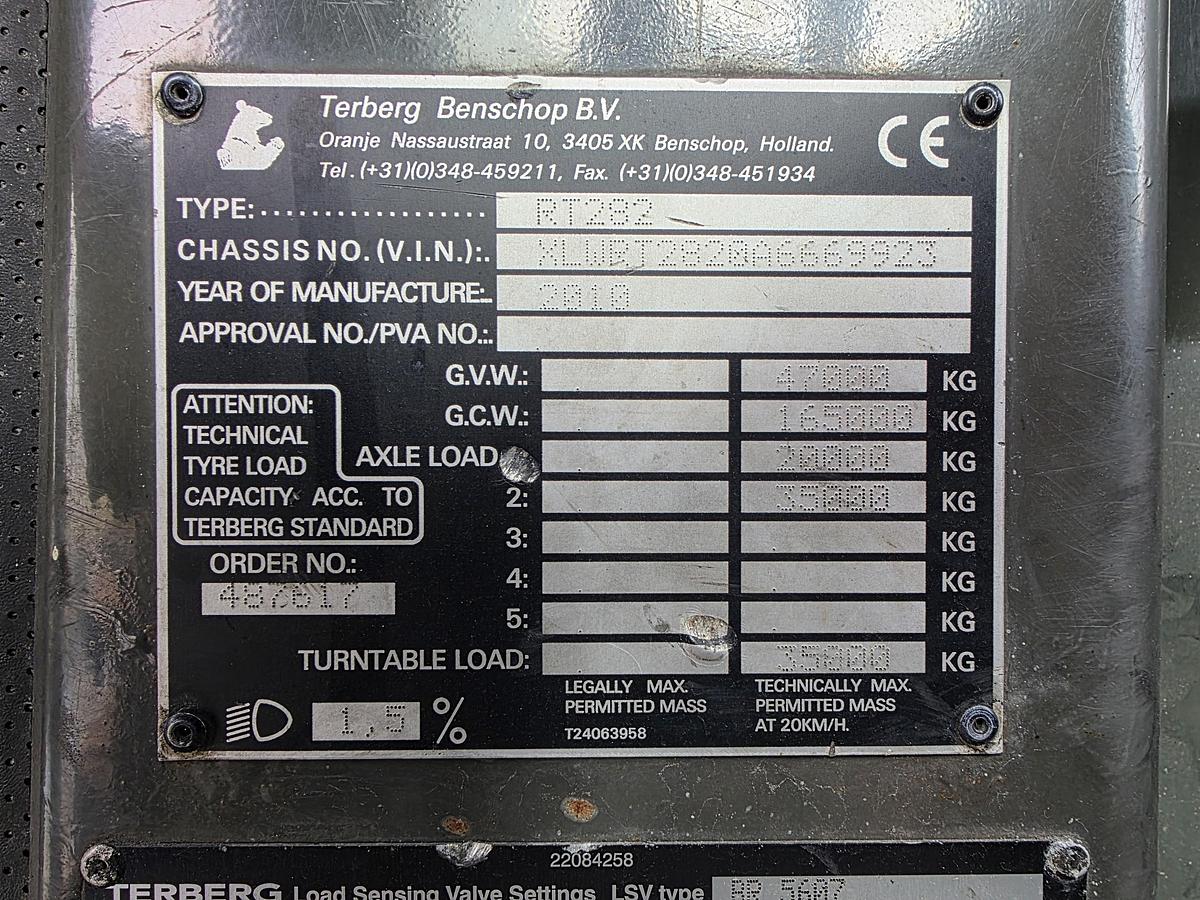 Terberg Benschop B.V.
Oranje Nassaustraat 10, 3405 XK Benschop, Holland.
Tel. (+31)(0)348-459211, Fax. (+31)(0)348-451934
CE
TYPE:.................. RT282
CHASSIS NO. (V.I.N.):. XLWRT2820A6669923
YEAR OF MANUFACTURE:.. 2010
APPROVAL NO./PVA NO.:..
G.V.W.: 47000 KG
G.C.W.: 165000 KG
ATTENTION:
TECHNICAL
TYRE LOAD
CAPACITY ACC. TO
TERBERG STANDARD
AXLE LOAD 20000 KG
2: 35000 KG
3: KG
4: KG
5: KG
ORDER NO.:
487617
TURNTABLE LOAD: 35000 KG
LEGALLY MAX.
PERMITTED MASS
T24063958
TECHNICALLY MAX.
PERMITTED MASS
AT 20KM/H.
1,5 %
22084258
TERBERG Load Sensing Valve Settings LSV type AR 5607